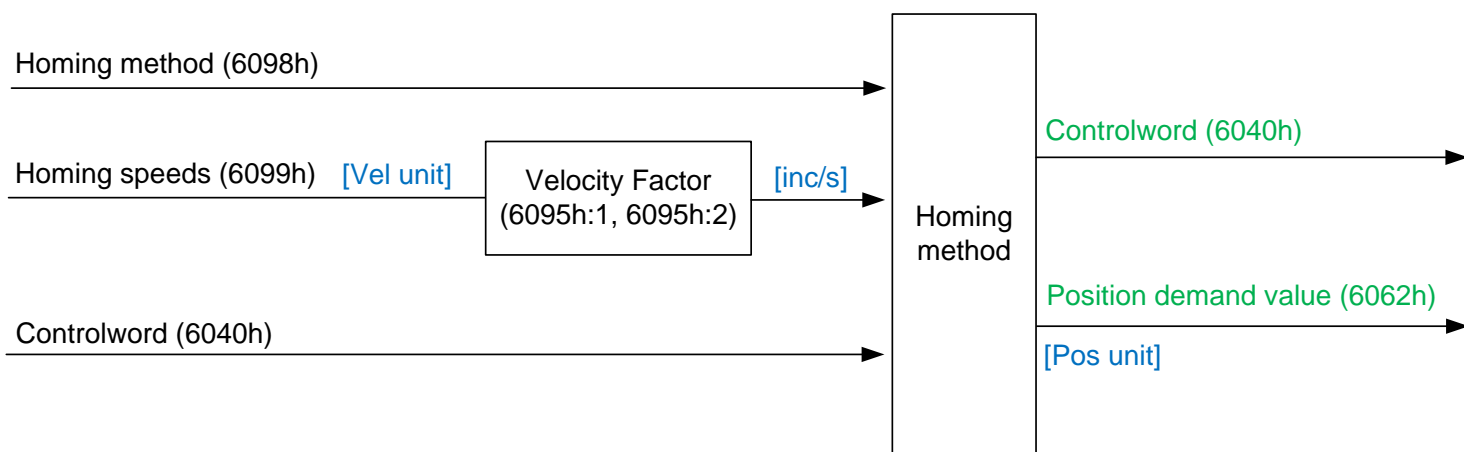 Homing method (6098h)
Homing speeds (6099h) [Vel unit]
Velocity Factor
(6095h:1, 6095h:2)
[inc/s]
Controlword (6040h)
Homing
method
Controlword (6040h)
Position demand value (6062h)
[Pos unit]